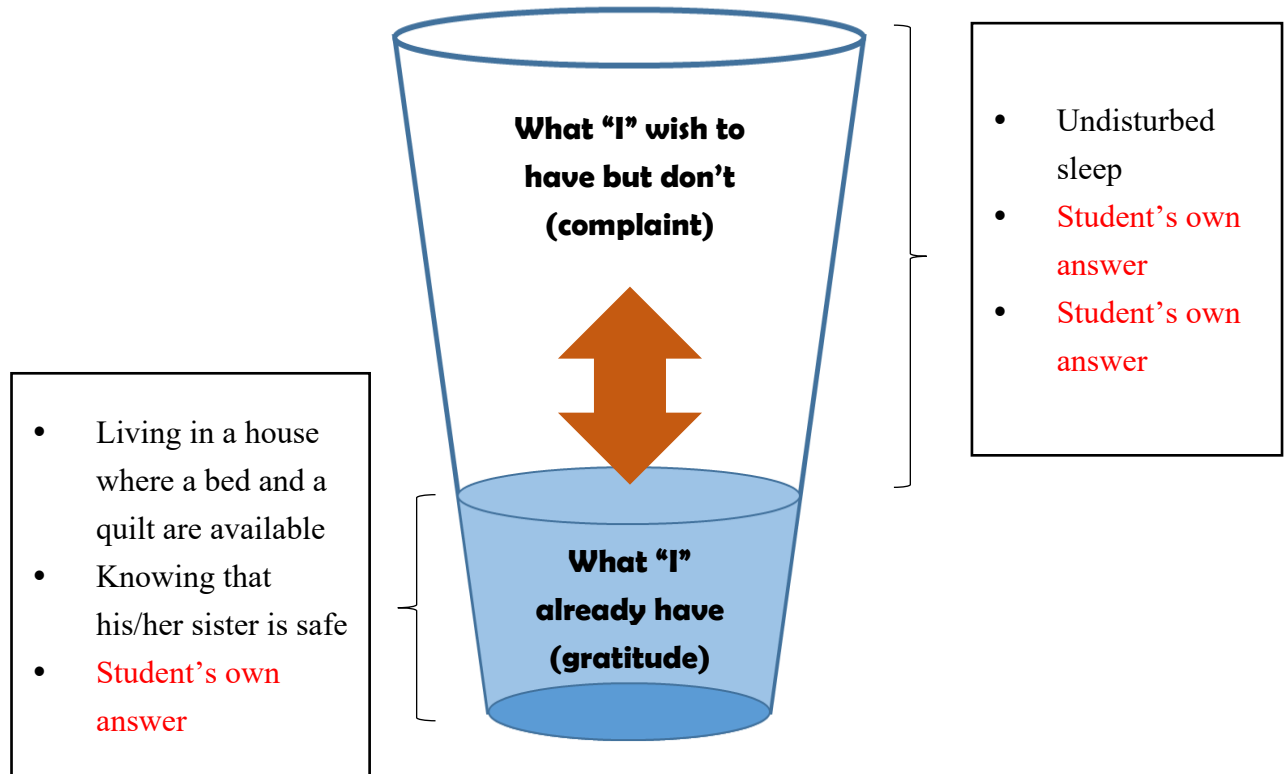 What “I” wish to
have but don’t
(complaint)
• Undisturbed
sleep
• Student’s own
answer
• Student’s own
answer
• Living in a house
where a bed and a
quilt are available
• Knowing that
his/her sister is safe
• Student’s own
answer
What “I”
already have
(gratitude)